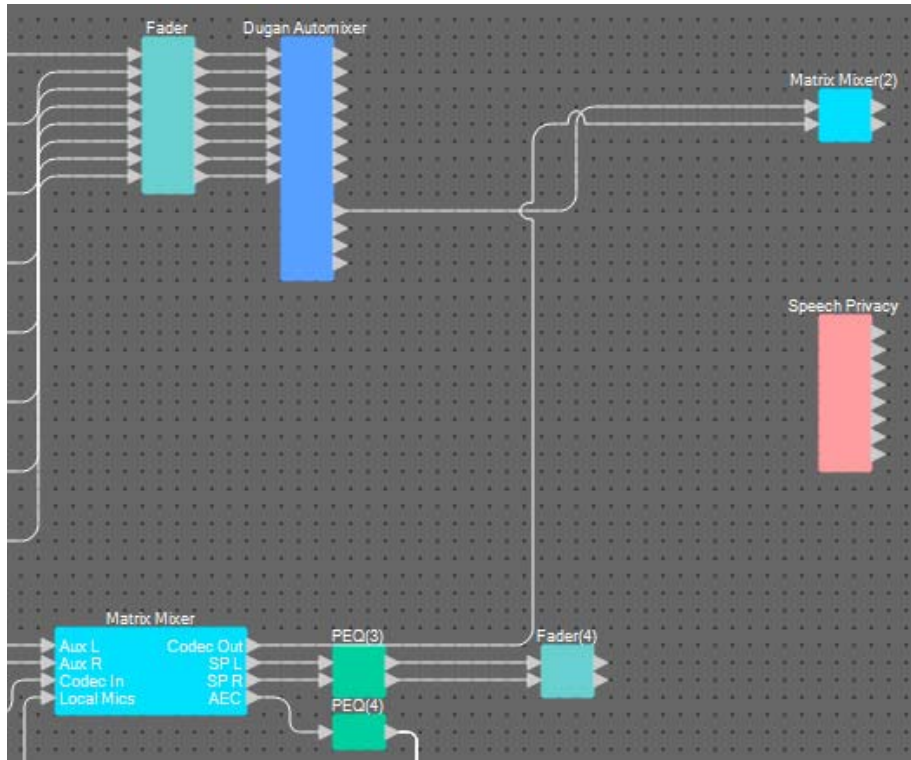 Fader
Dugan Automixer
Matrix Mixer(2)
Speech Privacy
Matrix Mixer
Aux L
Codec Out
Aux R
SP L
Codec In
SP R
Local Mics
AEC
PEQ(3)
Fader(4)
PEQ(4)